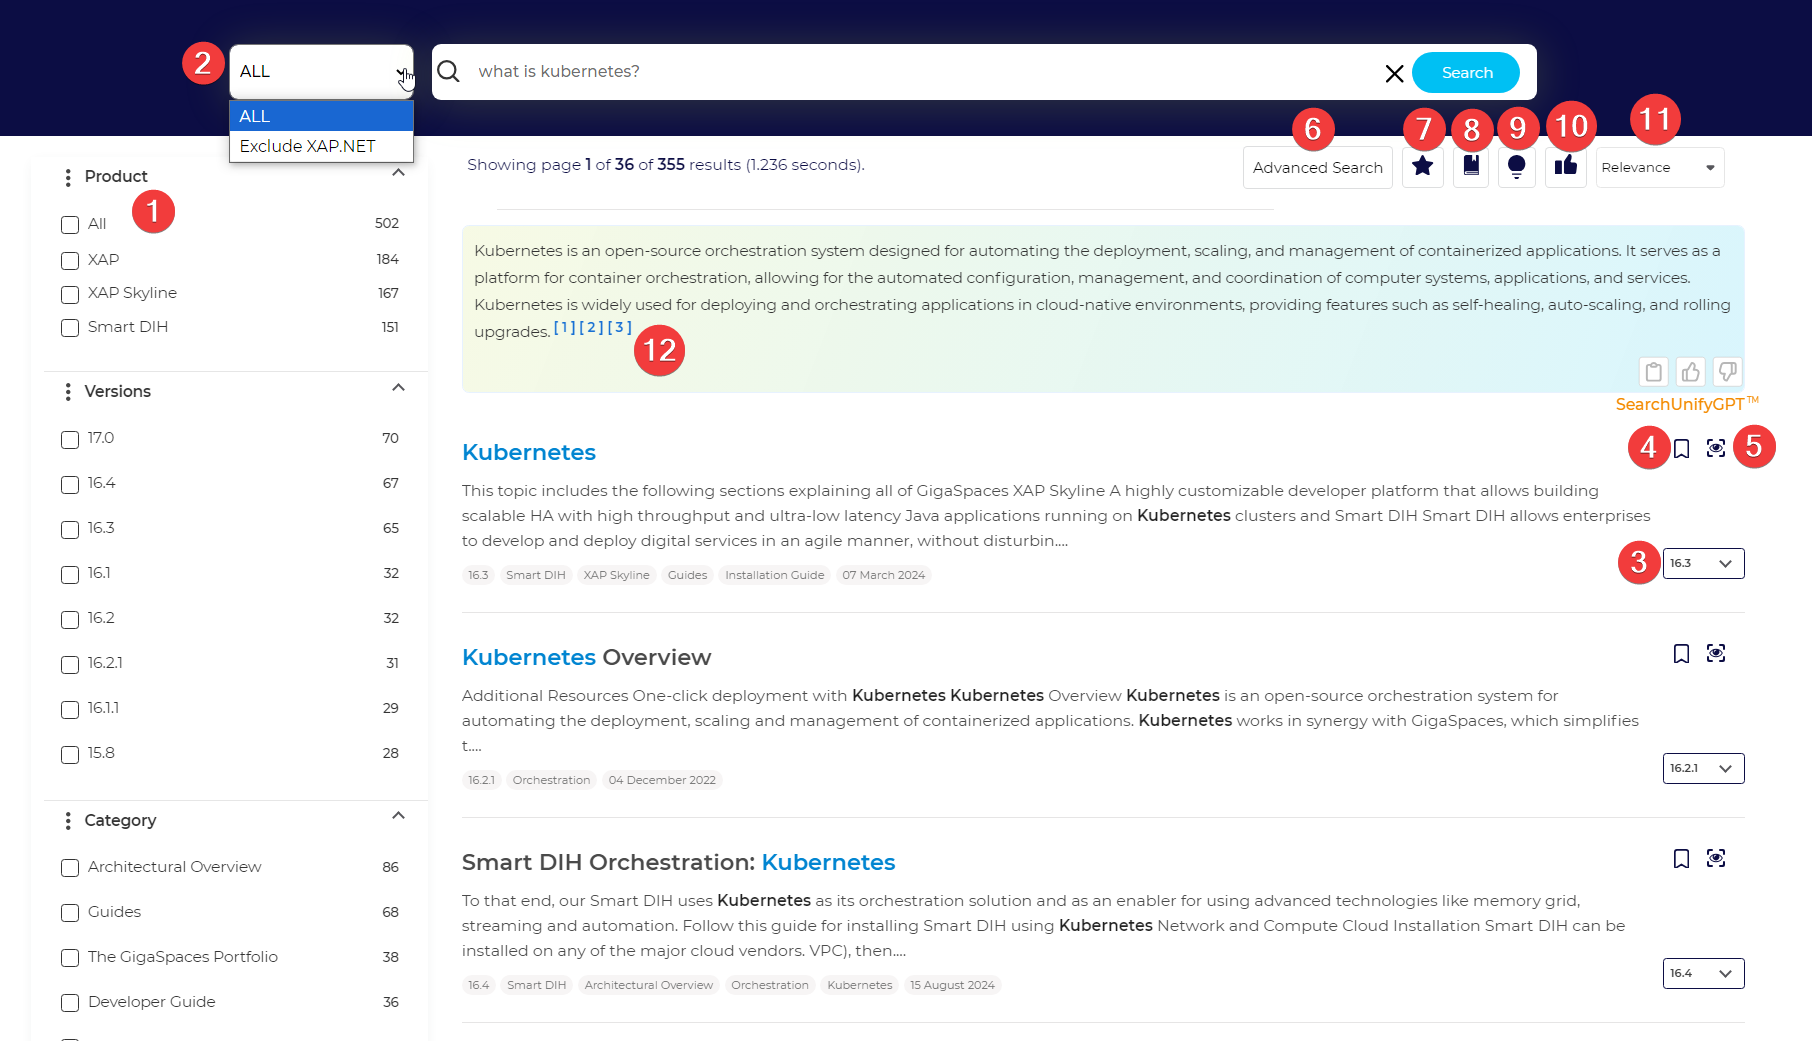 2
ALL
what is kubernetes?
Search
ALL
Exclude XAP.NET
6
7
8
9
10
11
Showing page 1 of 36 of 355 results (1.236 seconds).
Advanced Search
Relevance
Product
1
All 502
XAP 184
XAP Skyline 167
Smart DIH 151
Versions
17.0 70
16.4 67
16.3 65
16.1 32
16.2 32
16.2.1 31
16.1.1 29
15.8 28
Category
Architectural Overview 86
Guides 68
The GigaSpaces Portfolio 38
Developer Guide 36
Kubernetes is an open-source orchestration system designed for automating the deployment, scaling, and management of containerized applications. It serves as a
platform for container orchestration, allowing for the automated configuration, management, and coordination of computer systems, applications, and services.
Kubernetes is widely used for deploying and orchestrating applications in cloud-native environments, providing features such as self-healing, auto-scaling, and rolling
upgrades. [1][2][3]
12
SearchUnifyGPT™
Kubernetes
4
5
This topic includes the following sections explaining all of GigaSpaces XAP Skyline A highly customizable developer platform that allows building
scalable HA with high throughput and ultra-low latency Java applications running on Kubernetes clusters and Smart DIH Smart DIH allows enterprises
to develop and deploy digital services in an agile manner, without disturbin....
3
16.3
16.3 Smart DIH XAP Skyline Guides Installation Guide 07 March 2024
Kubernetes Overview
Additional Resources One-click deployment with Kubernetes Kubernetes Overview Kubernetes is an open-source orchestration system for
automating the deployment, scaling and management of containerized applications. Kubernetes works in synergy with GigaSpaces, which simplifies
t....
16.2.1
16.2.1 Orchestration 04 December 2022
Smart DIH Orchestration: Kubernetes
To that end, our Smart DIH uses Kubernetes as its orchestration solution and as an enabler for using advanced technologies like memory grid,
streaming and automation. Follow this guide for installing Smart DIH using Kubernetes Network and Compute Cloud Installation Smart DIH can be
installed on any of the major cloud vendors. VPC), then....
16.4
16.4 Smart DIH Architectural Overview Orchestration Kubernetes 15 August 2024